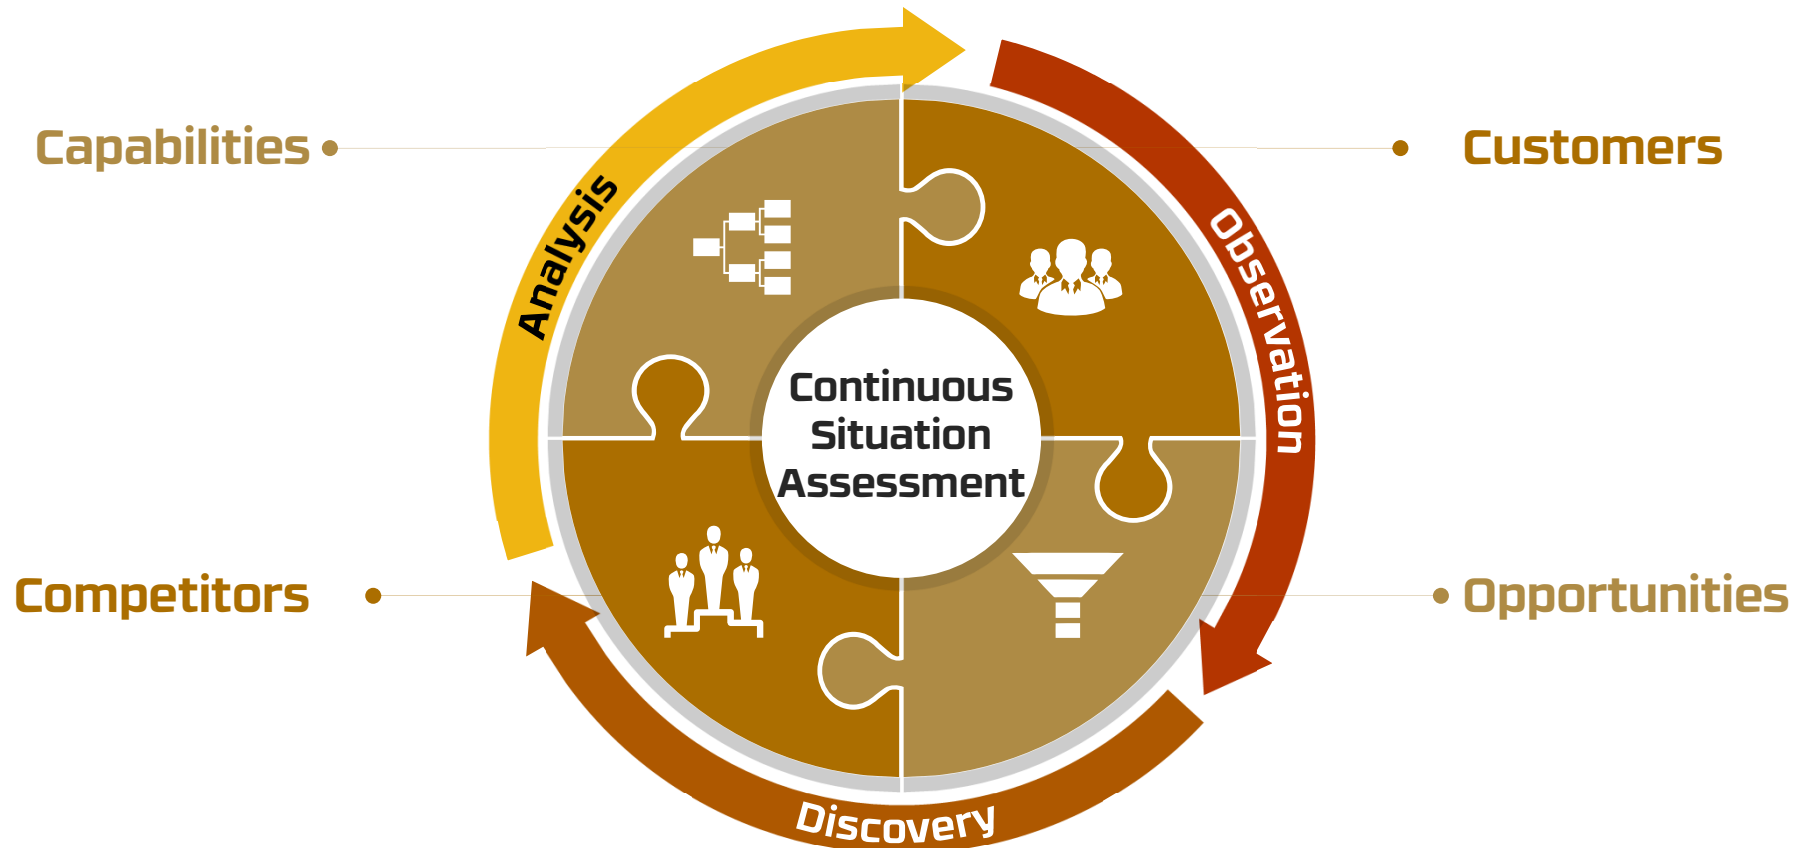 Capabilities
Customers
Analysis
Observation
Continuous
Situation
Assessment
Competitors
Opportunities
Discovery